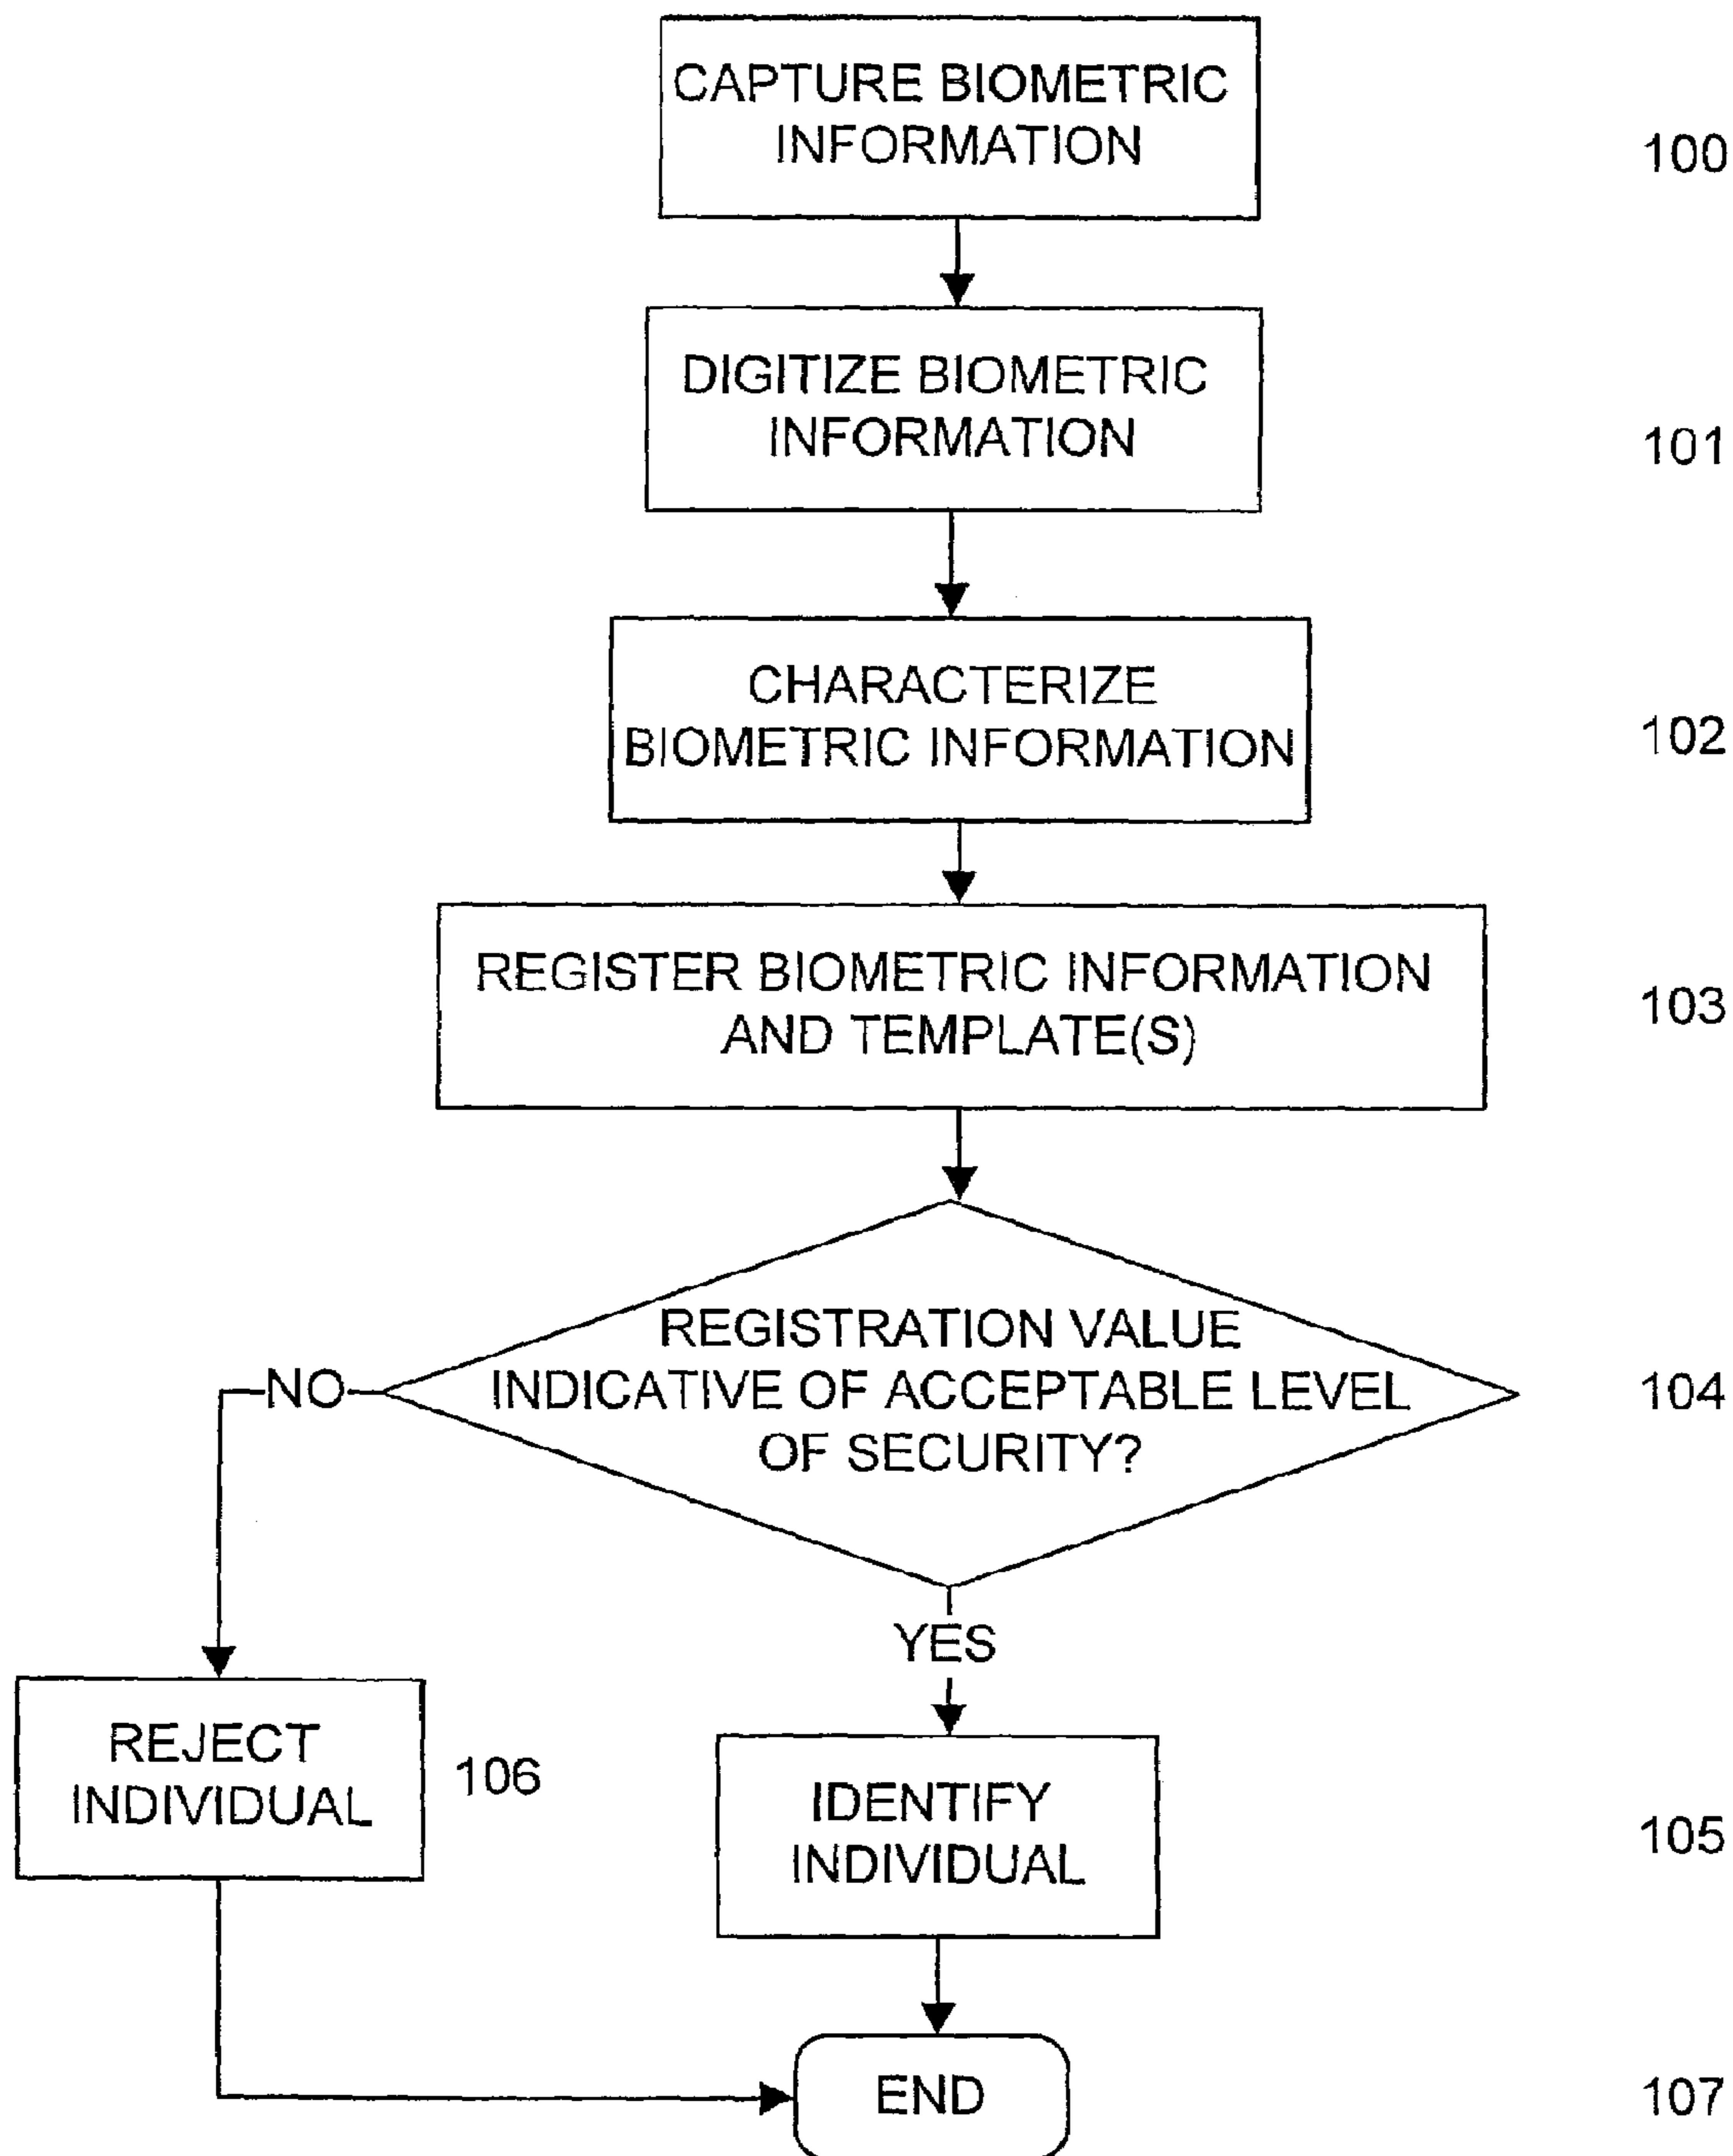 CAPTURE BIOMETRIC
INFORMATION
100
DIGITIZE BIOMETRIC
INFORMATION
101
CHARACTERIZE
BIOMETRIC INFORMATION
102
REGISTER BIOMETRIC INFORMATION
AND TEMPLATE(S)
103
REGISTRATION VALUE
INDICATIVE OF ACCEPTABLE LEVEL
OF SECURITY?
104
NO
YES
REJECT
INDIVIDUAL
106
IDENTIFY
INDIVIDUAL
105
END
107